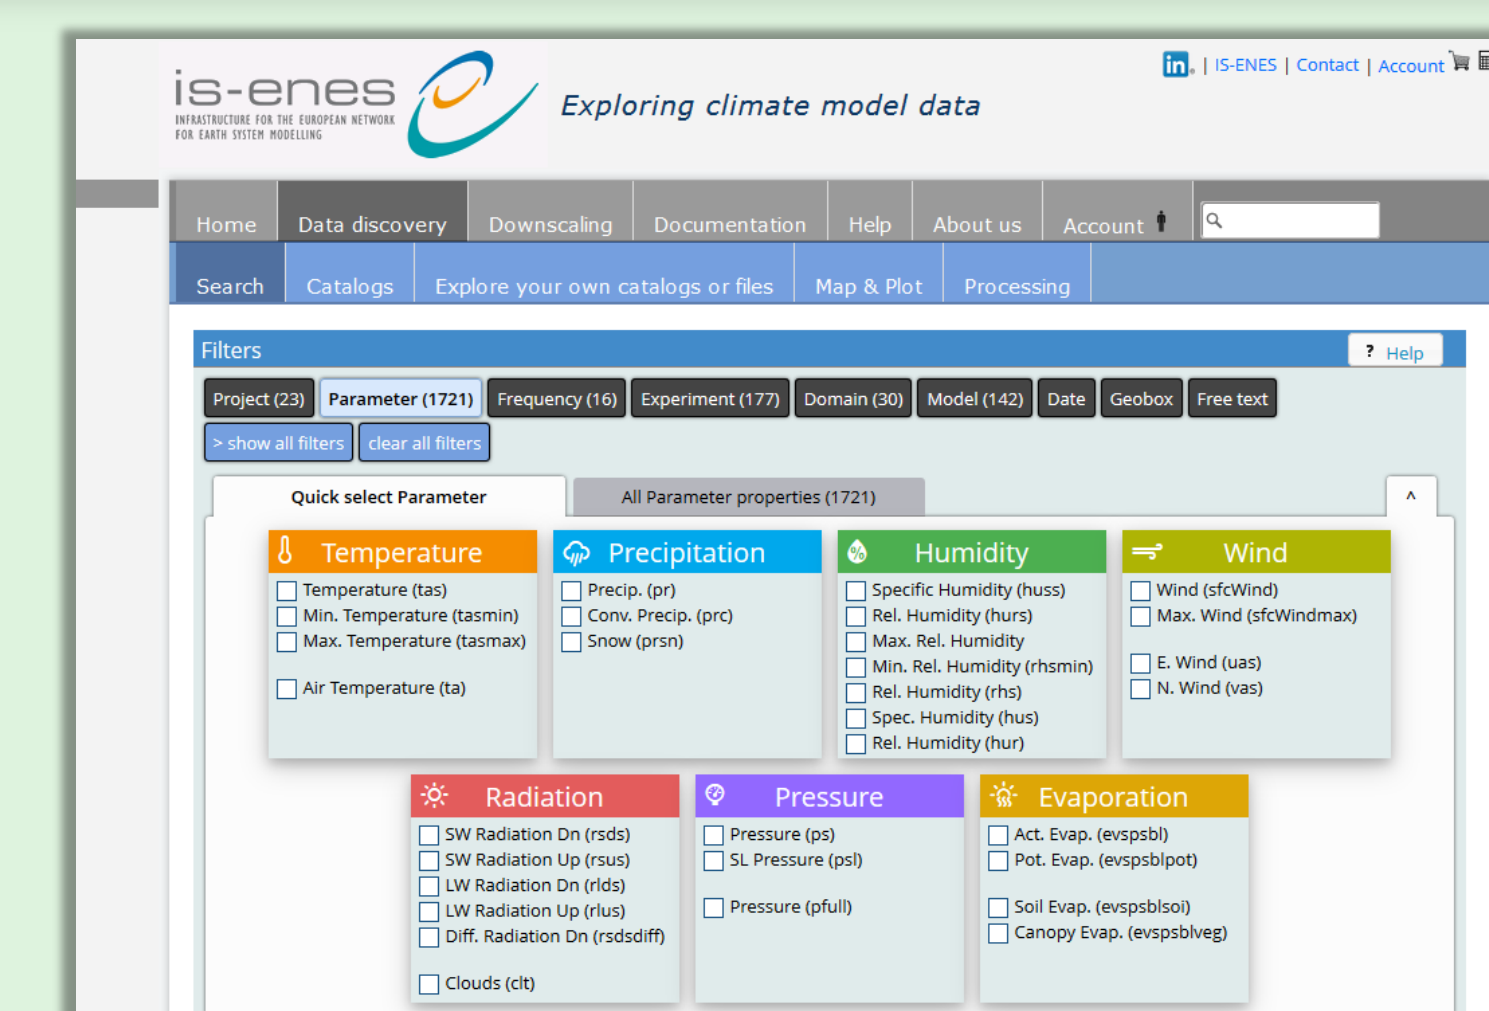 is-enes
INFRASTRUCTURE FOR THE EUROPEAN NETWORK
FOR EARTH SYSTEM MODELLING
Exploring climate model data
in. | IS-ENES | Contact | Account
Home Data discovery Downscaling Documentation Help About us Account
Search Catalogs Explore your own catalogs or files Map & Plot Processing
Filters ? Help
Project (23) Parameter (1721) Frequency (16) Experiment (177) Domain (30) Model (142) Date Geobox Free text
> show all filters clear all filters
Quick select Parameter All Parameter properties (1721) ^
Temperature
Temperature (tas)
Min. Temperature (tasmin)
Max. Temperature (tasmax)
Air Temperature (ta)
Precipitation
Precip. (pr)
Conv. Precip. (prc)
Snow (prsn)
% Humidity
Specific Humidity (huss)
Rel. Humidity (hurs)
Max. Rel. Humidity
Min. Rel. Humidity (rhsmin)
Rel. Humidity (rhs)
Spec. Humidity (hus)
Rel. Humidity (hur)
Wind
Wind (sfcWind)
Max. Wind (sfcWindmax)
E. Wind (uas)
N. Wind (vas)
Radiation
SW Radiation Dn (rsds)
SW Radiation Up (rsus)
LW Radiation Dn (rlds)
LW Radiation Up (rlus)
Diff. Radiation Dn (rsdsdiff)
Clouds (clt)
Pressure
Pressure (ps)
SL Pressure (psl)
Pressure (pfull)
Evaporation
Act. Evap. (evspsbl)
Pot. Evap. (evspsblpot)
Soil Evap. (evspsblsoi)
Canopy Evap. (evspsblveg)